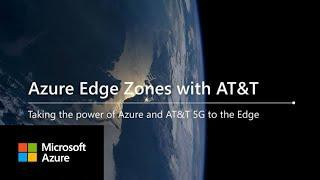 Azure Edge Zones with AT&T
Taking the power of Azure and AT&T 5G to the Edge
Microsoft
Azure